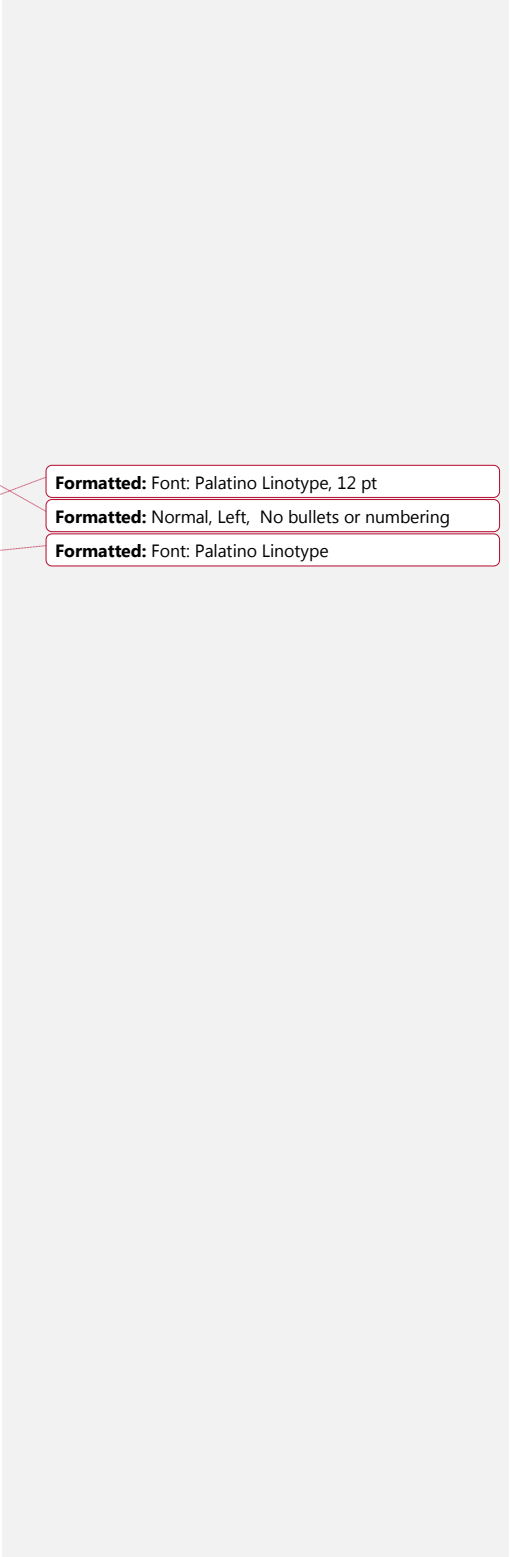 Formatted: Font: Palatino Linotype, 12 pt
Formatted: Normal, Left,  No bullets or numbering
Formatted: Font: Palatino Linotype